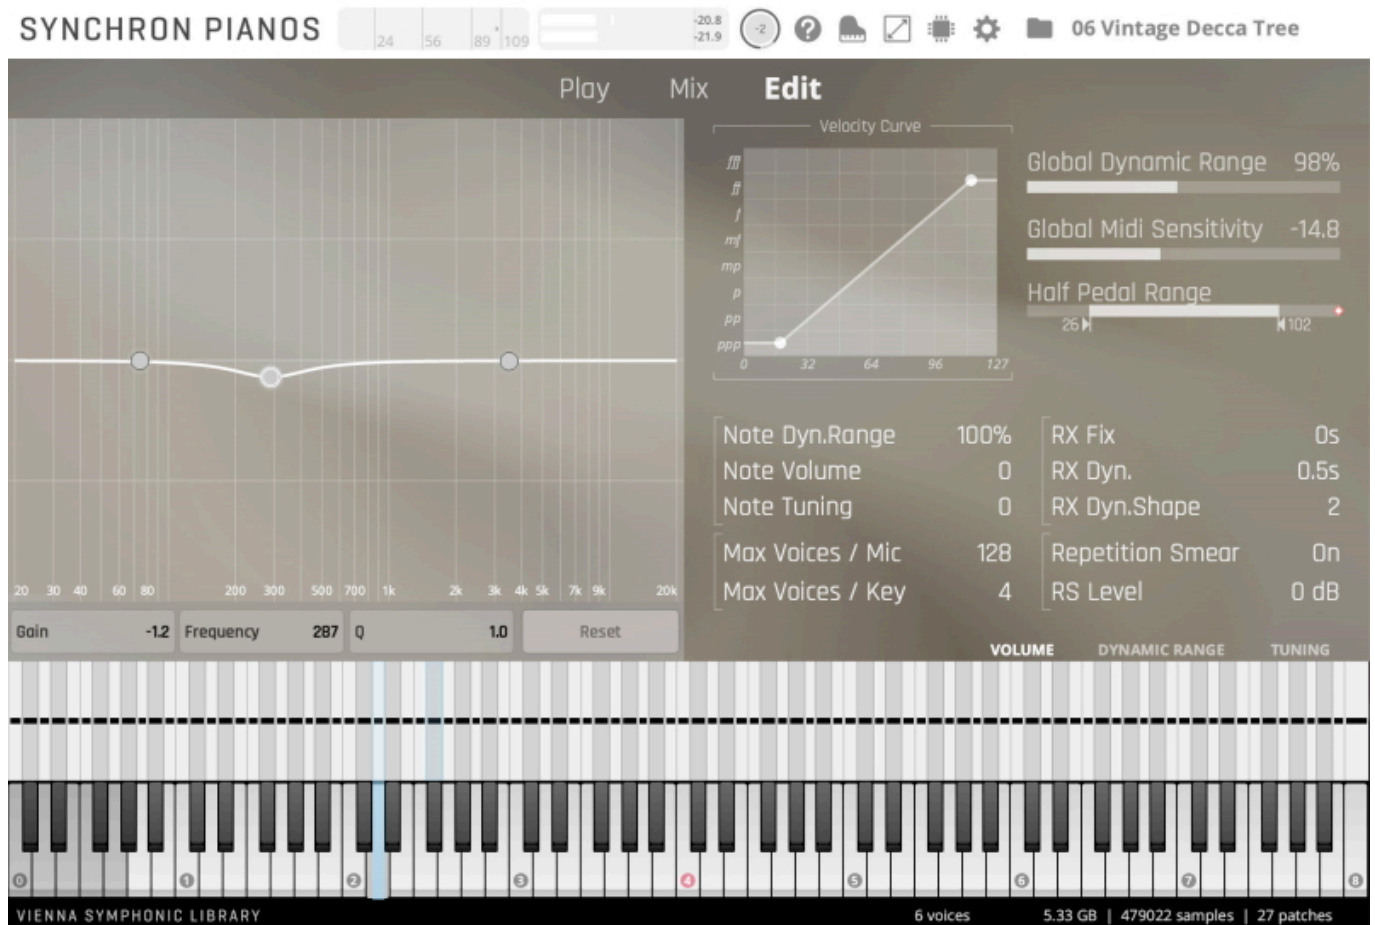 SYNCHRON PIANOS
24 56 89 109
-20.8
-21.9
-2
?
06 Vintage Decca Tree
Play Mix Edit
Velocity Curve
fff
ff
f
mf
mp
p
pp
ppp
0 32 64 96 127
Global Dynamic Range 98%
Global Midi Sensitivity -14.8
Half Pedal Range
26 102
20 30 40 60 80 200 300 500 700 1k 2k 3k 4k 5k 7k 9k 20k
Gain -1.2 Frequency 287 Q 1.0 Reset
Note Dyn.Range 100%
Note Volume 0
Note Tuning 0
Max Voices / Mic 128
Max Voices / Key 4
RX Fix 0s
RX Dyn. 0.5s
RX Dyn.Shape 2
Repetition Smear On
RS Level 0 dB
VOLUME DYNAMIC RANGE TUNING
0 1 2 3 4 5 6 7 8
VIENNA SYMPHONIC LIBRARY
6 voices 5.33 GB | 479022 samples | 27 patches